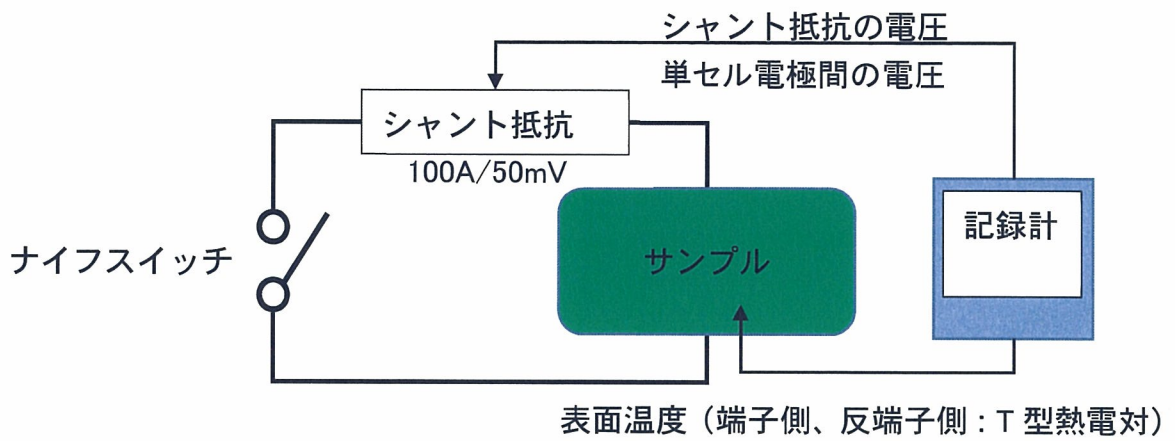 シャント抵抗の電圧
単セル電極間の電圧
シャント抵抗
100A/50mV
ナイフスイッチ
サンプル
記録計
表面温度（端子側、反端子側：T型熱電対）